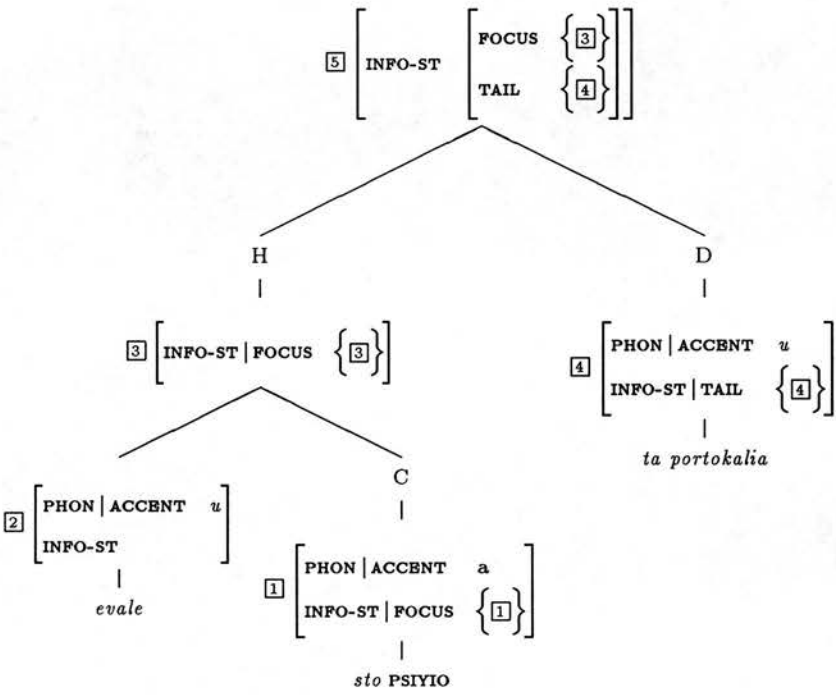 FOCUS { 3 }
5 INFO-ST
TAIL { 4 }
H D
3 INFO-ST | FOCUS { 3 }
PHON | ACCENT u
4
INFO-ST | TAIL { 4 }
ta portokalia
C
PHON | ACCENT u
2
INFO-ST
evale
PHON | ACCENT a
1
INFO-ST | FOCUS { 1 }
sto PSIYIO